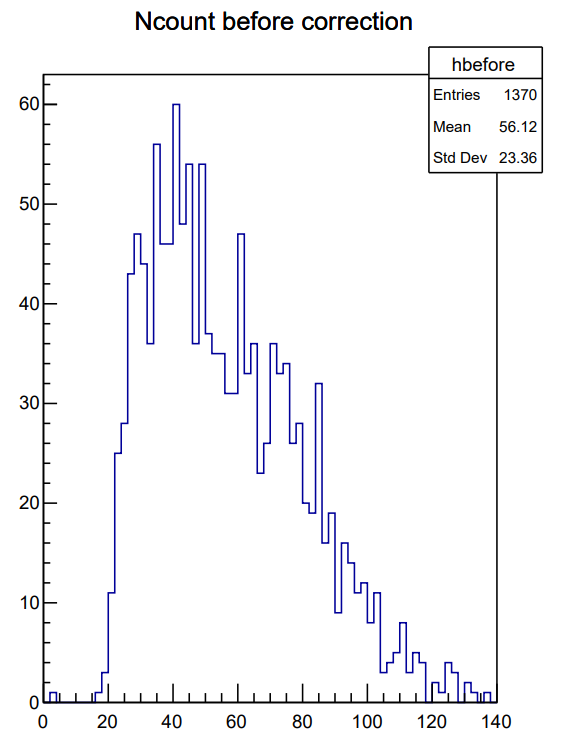 Ncount before correction
hbefore
Entries 1370
Mean 56.12
Std Dev 23.36
60
50
40
30
20
10
0
0 20 40 60 80 100 120 140